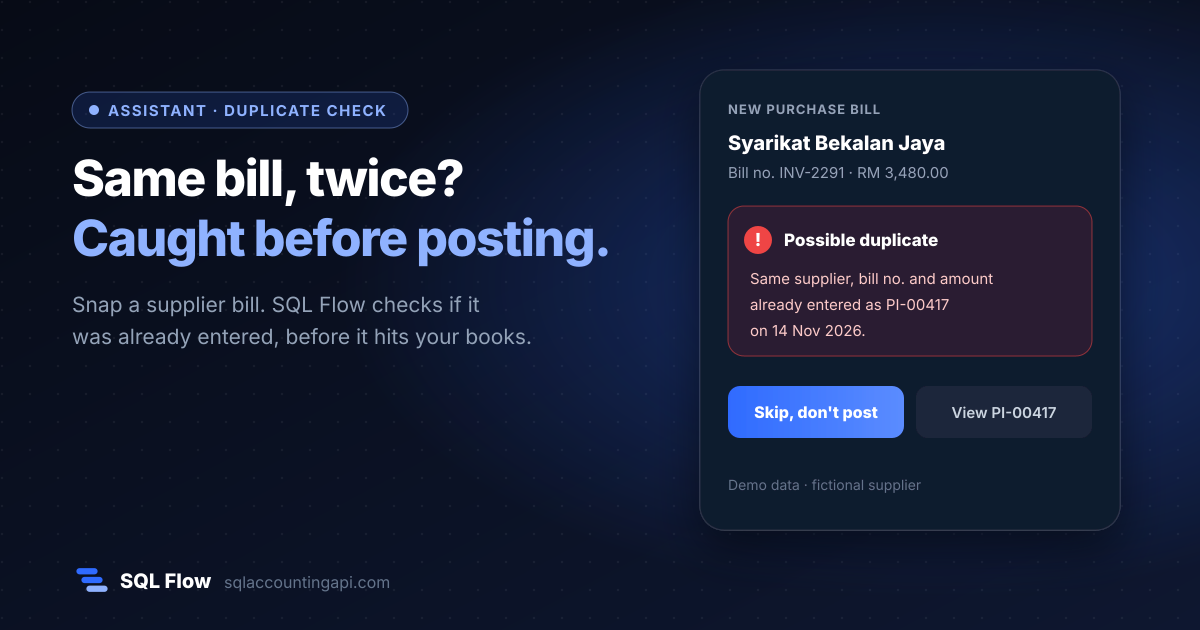 ASSISTANT · DUPLICATE CHECK
Same bill, twice?
Caught before posting.
Snap a supplier bill. SQL Flow checks if it
was already entered, before it hits your books.
NEW PURCHASE BILL
Syarikat Bekalan Jaya
Bill no. INV-2291 · RM 3,480.00
!
Possible duplicate
Same supplier, bill no. and amount
already entered as PI-00417
on 14 Nov 2026.
Skip, don't post
View PI-00417
Demo data · fictional supplier
SQL Flow
sqlaccountingapi.com